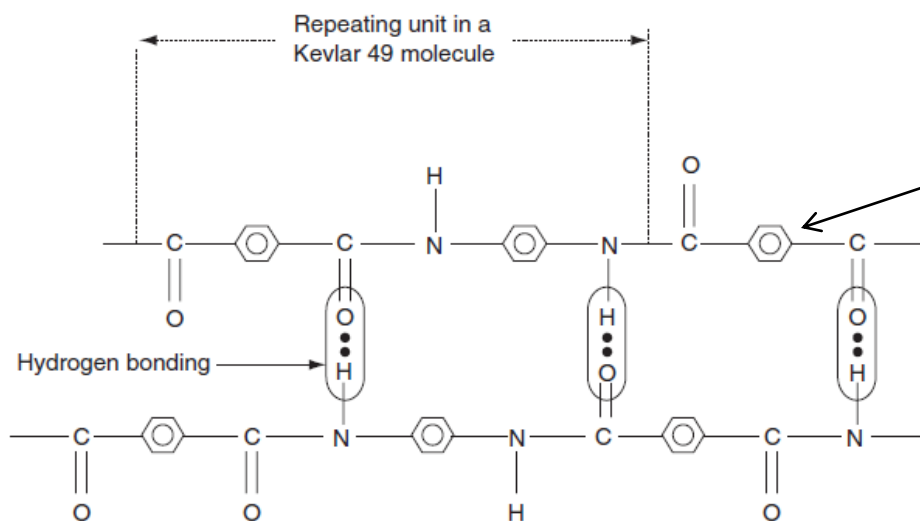 Repeating unit in a
Kevlar 49 molecule
H
O
C C N N C C
O O H O
Hydrogen bonding
H O H
C C N N C C N
O O H O